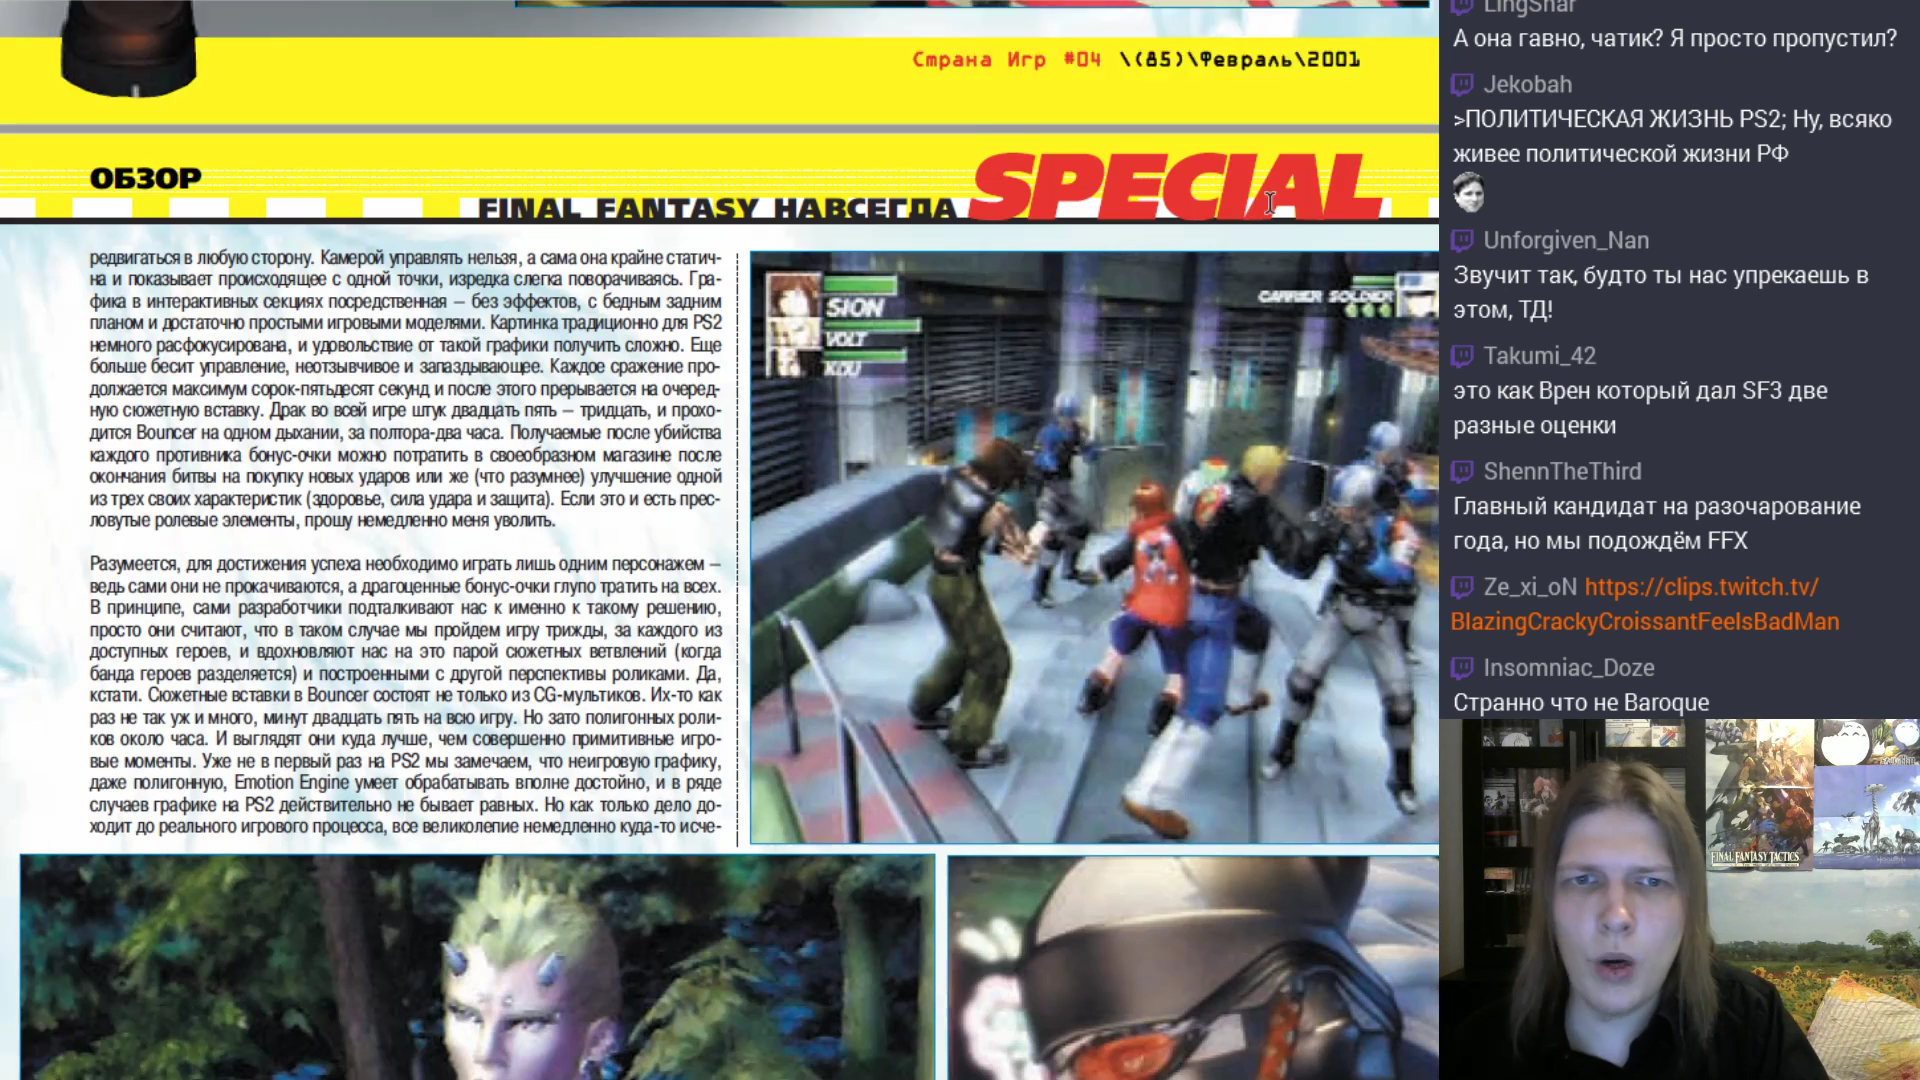 Страна Игр #04 \(85)\Февраль\2001
ОБЗОР
FINAL FANTASY НАВСЕГДА SPECIAL
редвигаться в любую сторону. Камерой управлять нельзя, а сама она крайне статич-
на и показывает происходящее с одной точки, изредка слегка поворачиваясь. Гра-
фика в интерактивных секциях посредственная – без эффектов, с бедным задним
планом и достаточно простыми игровыми моделями. Картинка традиционно для PS2
немного расфокусирована, и удовольствие от такой графики получить сложно. Еще
больше бесит управление, неотзывчивое и запаздывающее. Каждое сражение про-
должается максимум сорок-пятьдесят секунд и после этого прерывается на очеред-
ную сюжетную вставку. Драк во всей игре штук двадцать пять – тридцать, и прохо-
дится Bouncer на одном дыхании, за полтора-два часа. Получаемые после убийства
каждого противника бонус-очки можно потратить в своеобразном магазине после
окончания битвы на покупку новых ударов или же (что разумнее) улучшение одной
из трех своих характеристик (здоровье, сила удара и защита). Если это и есть прес-
ловутые ролевые элементы, прошу немедленно меня уволить.
Разумеется, для достижения успеха необходимо играть лишь одним персонажем –
ведь сами они не прокачиваются, а драгоценные бонус-очки глупо тратить на всех.
В принципе, сами разработчики подталкивают нас к именно к такому решению,
просто они считают, что в таком случае мы пройдем игру трижды, за каждого из
доступных героев, и вдохновляют нас на это парой сюжетных ветвлений (когда
банда героев разделяется) и построенными с другой перспективы роликами. Да,
кстати. Сюжетные вставки в Bouncer состоят не только из CG-мультиков. Их-то как
раз не так уж и много, минут двадцать пять на всю игру. Но зато полигонных роли-
ков около часа. И выглядят они куда лучше, чем совершенно примитивные игро-
вые моменты. Уже не в первый раз на PS2 мы замечаем, что неигровую графику,
даже полигонную, Emotion Engine умеет обрабатывать вполне достойно, и в ряде
случаев графике на PS2 действительно не бывает равных. Но как только дело до-
ходит до реального игрового процесса, все великолепие немедленно куда-то исче-
SION
VOLT
KOU
CARRIER SOLDIER
LingShar
А она гавно, чатик? Я просто пропустил?
Jekobah
>ПОЛИТИЧЕСКАЯ ЖИЗНЬ PS2; Ну, всяко
живее политической жизни РФ
Unforgiven_Nan
Звучит так, будто ты нас упрекаешь в
этом, ТД!
Takumi_42
это как Врен который дал SF3 две
разные оценки
ShennTheThird
Главный кандидат на разочарование
года, но мы подождём FFX
Ze_xi_oN https://clips.twitch.tv/
BlazingCrackyCroissantFeelsBadMan
Insomniac_Doze
Странно что не Baroque
FINAL FANTASY TACTICS